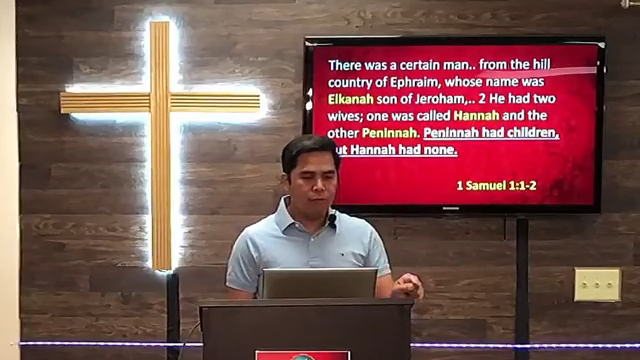 There was a certain man.. from the hill
country of Ephraim, whose name was
Elkanah son of Jeroham,.. 2 He had two
wives; one was called Hannah and the
other Peninnah. Peninnah had children,
but Hannah had none.
1 Samuel 1:1-2